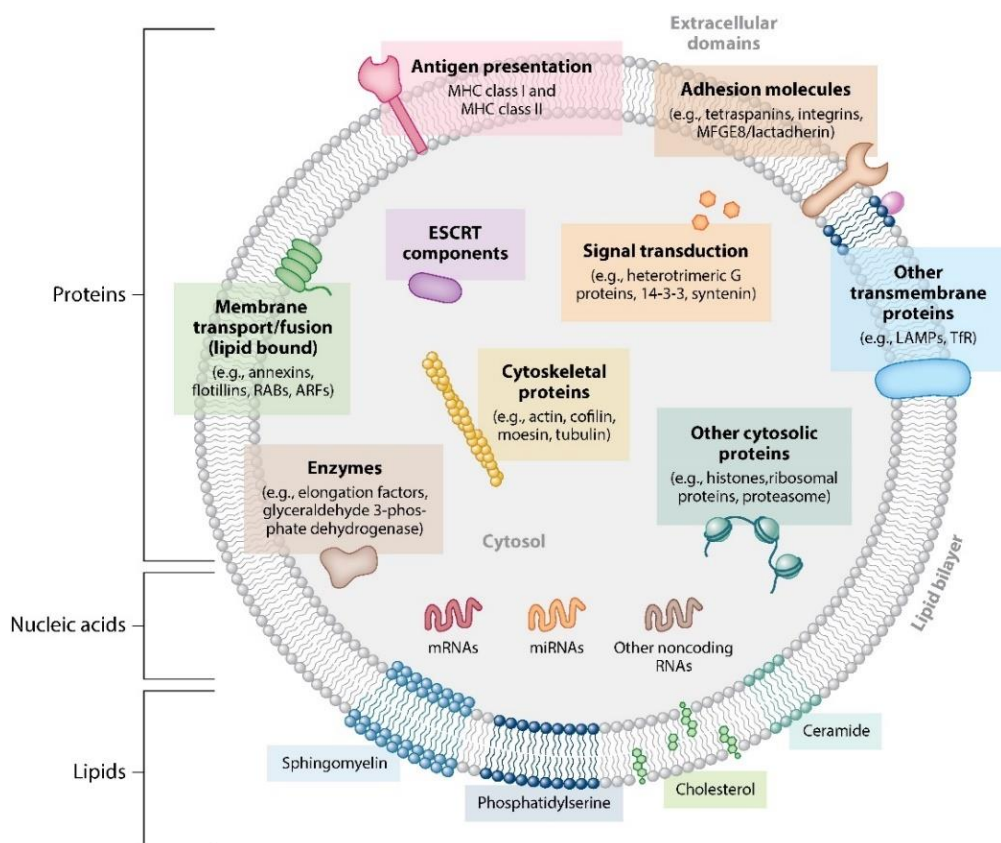 Extracellular
domains
Antigen presentation
MHC class I and
MHC class II
Adhesion molecules
(e.g., tetraspanins, integrins,
MFGE8/lactadherin)
ESCRT
components
Signal transduction
(e.g., heterotrimeric G
proteins, 14-3-3, syntenin)
Other
transmembrane
proteins
(e.g., LAMPs, TfR)
Proteins
Membrane
transport/fusion
(lipid bound)
(e.g., annexins,
flotillins, RABs, ARFs)
Cytoskeletal
proteins
(e.g., actin, cofilin,
moesin, tubulin)
Other cytosolic
proteins
(e.g., histones,ribosomal
proteins, proteasome)
Enzymes
(e.g., elongation factors,
glyceraldehyde 3-phos-
phate dehydrogenase)
Cytosol
Lipid bilayer
Nucleic acids
mRNAs
miRNAs
Other noncoding
RNAs
Lipids
Sphingomyelin
Phosphatidylserine
Cholesterol
Ceramide